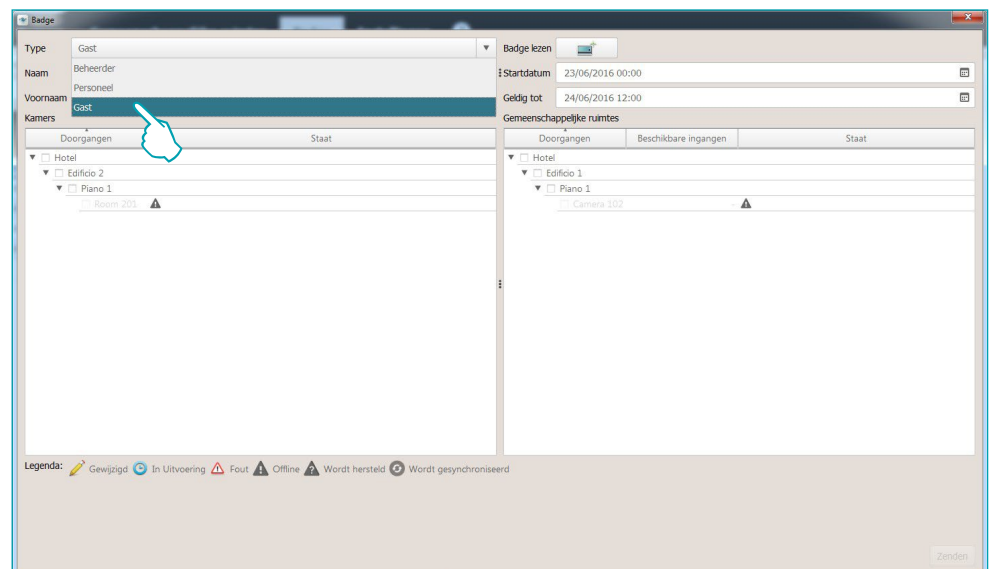 Badge
Type Gast Badge lezen
Naam Beheerder Startdatum 23/06/2016 00:00
Personeel
Voornaam Gast Geldig tot 24/06/2016 12:00
Kamers Gemeenschappelijke ruimtes
Doorgangen Staat Doorgangen Beschikbare ingangen Staat
Hotel Hotel
Edificio 2 Edificio 1
Piano 1 Piano 1
Room 201 Camera 102 -
Legenda: Gewijzigd In Uitvoering Fout Offline Wordt hersteld Wordt gesynchroniseerd
Zenden